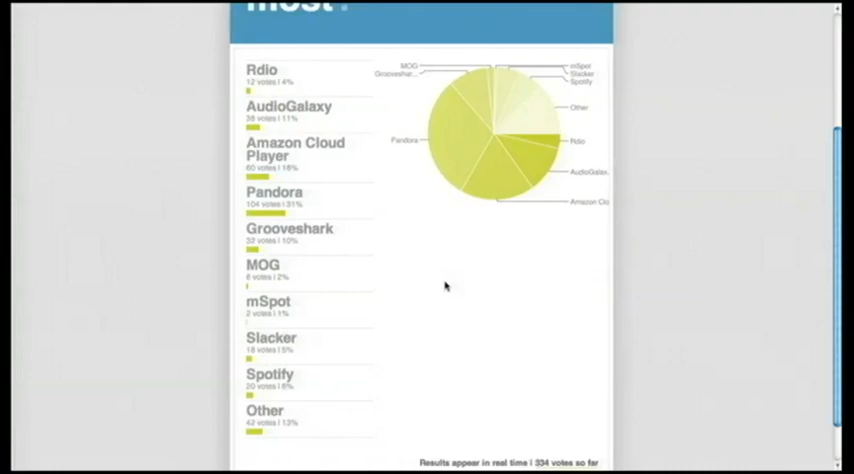 most.
Rdio
12 votes | 4%
AudioGalaxy
38 votes | 11%
Amazon Cloud
Player
60 votes | 18%
Pandora
104 votes | 31%
Grooveshark
32 votes | 10%
MOG
6 votes | 2%
mSpot
2 votes | 1%
Slacker
18 votes | 5%
Spotify
20 votes | 6%
Other
42 votes | 13%
MOG
Grooveshar...
Pandora
mSpot
Slacker
Spotify
Other
Rdio
AudioGalax.
Amazon Clo
Results appear in real time | 334 votes so far